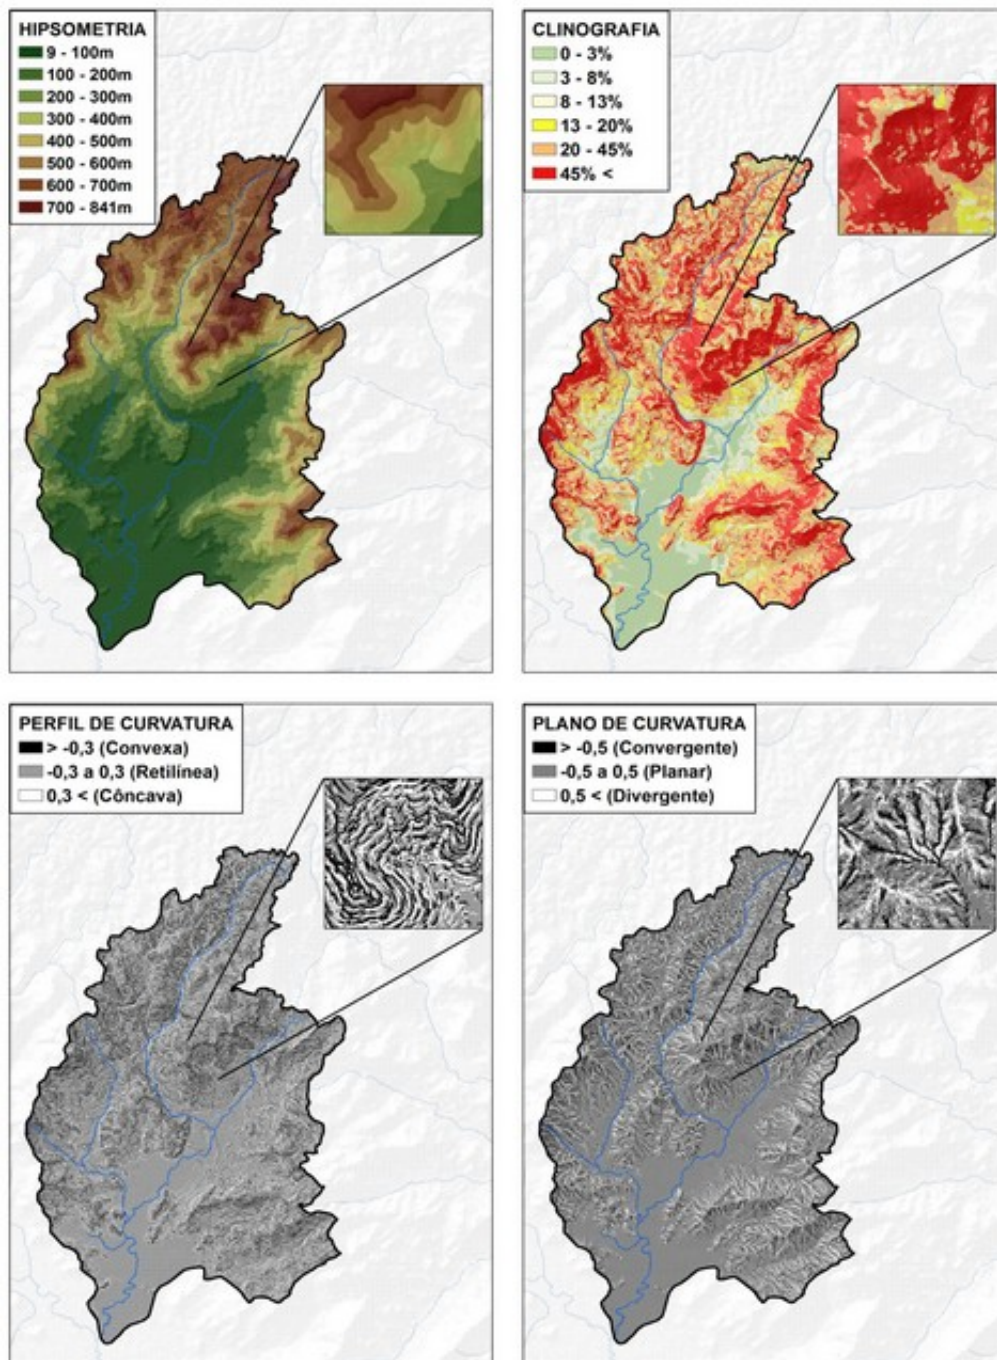 HIPSOMETRIA
9 - 100m
100 - 200m
200 - 300m
300 - 400m
400 - 500m
500 - 600m
600 - 700m
700 - 841m
CLINOGRAFIA
0 - 3%
3 - 8%
8 - 13%
13 - 20%
20 - 45%
45% <
PERFIL DE CURVATURA
> -0,3 (Convexa)
-0,3 a 0,3 (Retilínea)
0,3 < (Côncava)
PLANO DE CURVATURA
> -0,5 (Convergente)
-0,5 a 0,5 (Planar)
0,5 < (Divergente)